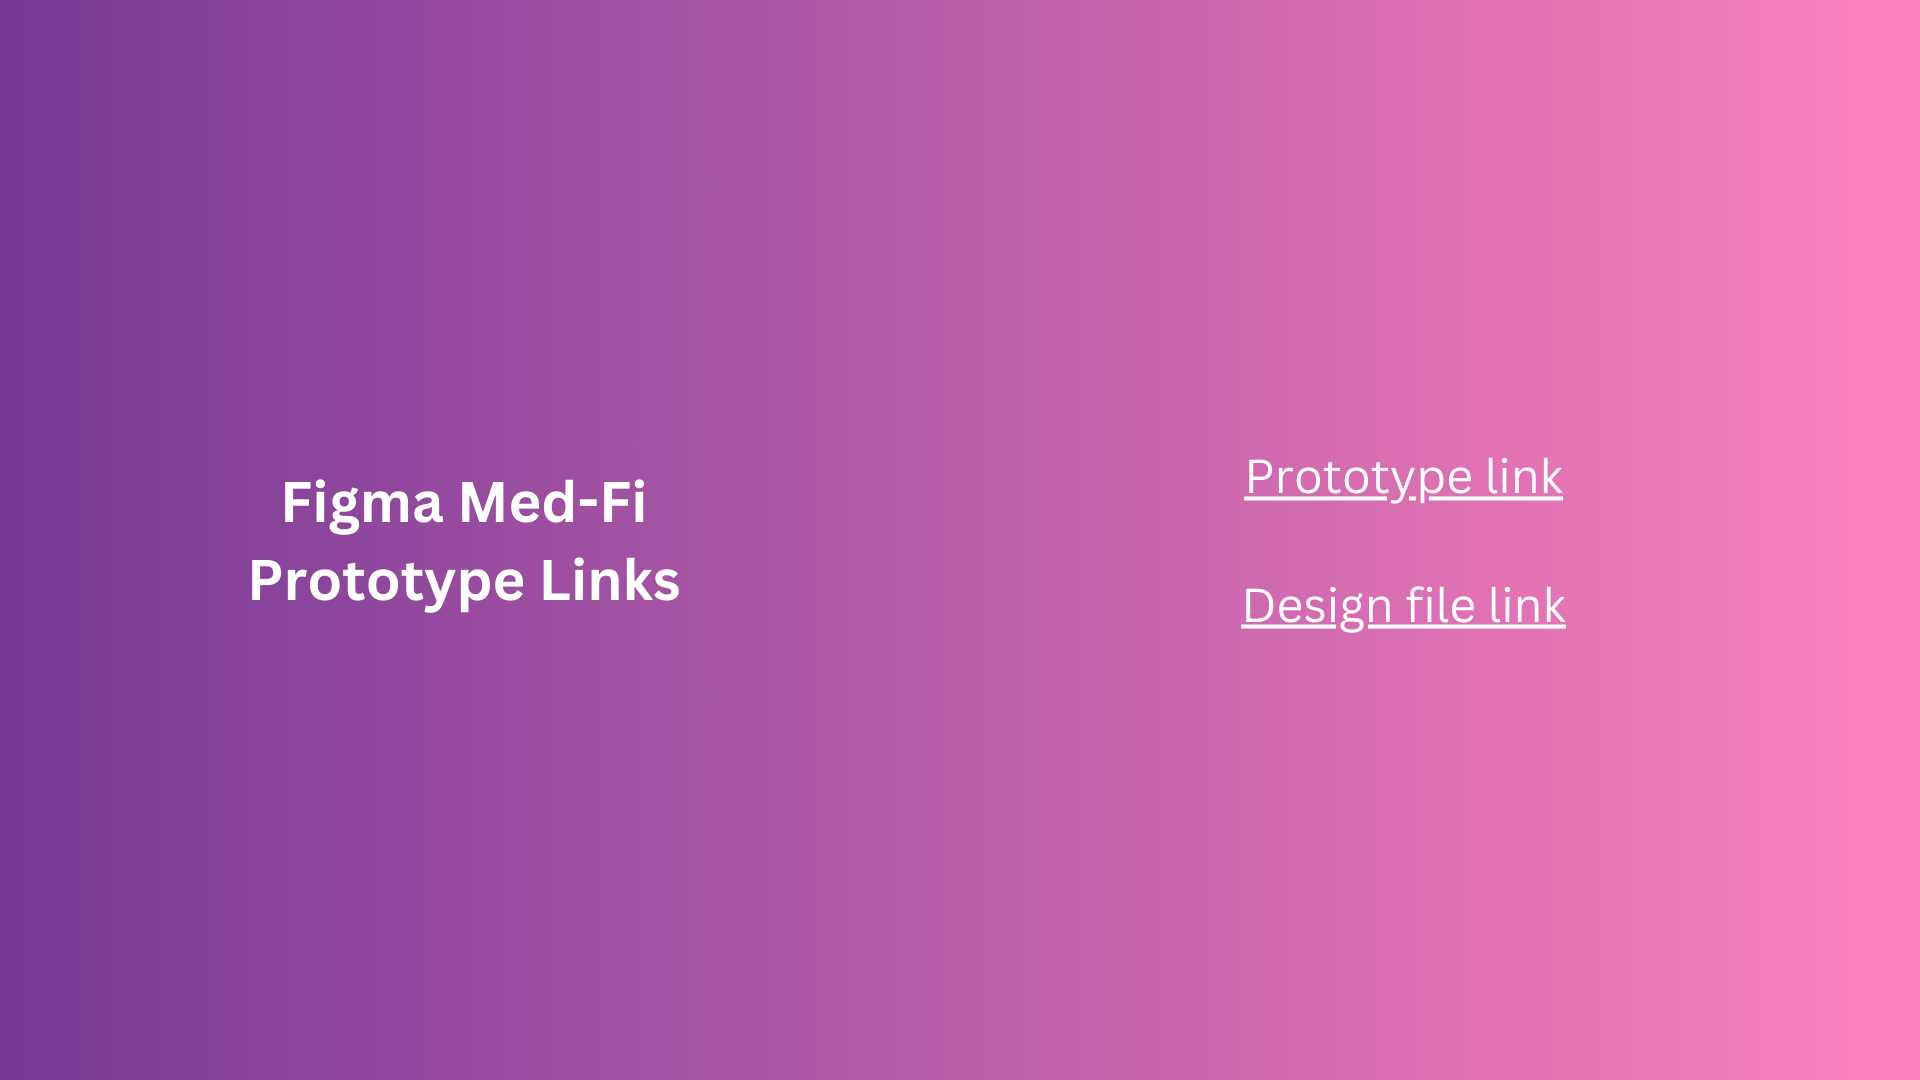 Figma Med-Fi
Prototype Links
Prototype link
Design file link